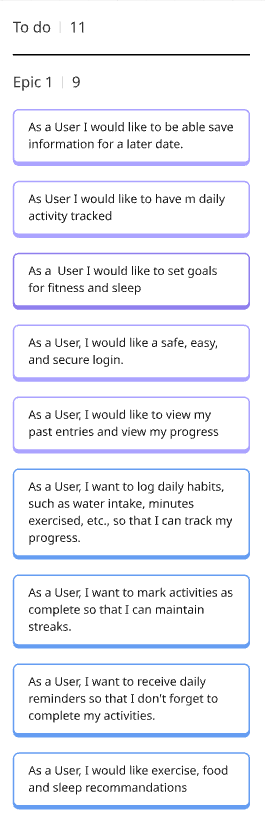 To do | 11
Epic 1 | 9
As a User I would like to be able save
information for a later date.
As User I would like to have m daily
activity tracked
As a  User I would like to set goals
for fitness and sleep
As a User, I would like a safe, easy,
and secure login.
As a User, I would like to view my
past entries and view my progress
As a User, I want to log daily habits,
such as water intake, minutes
exercised, etc., so that I can track my
progress.
As a User, I want to mark activities as
complete so that I can maintain
streaks.
As a User, I want to receive daily
reminders so that I don't forget to
complete my activities.
As a User, I would like exercise, food
and sleep recommandations